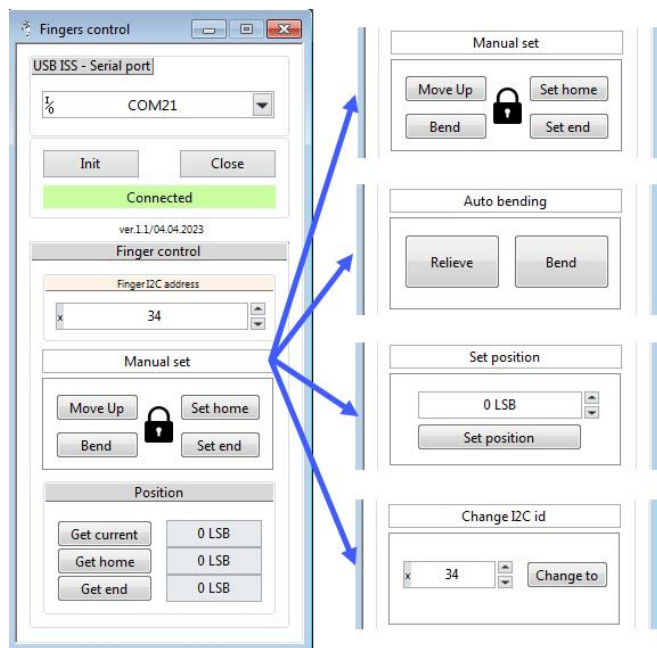 Fingers control
USB ISS - Serial port
I/0 COM21
Init Close
Connected
ver.1.1/04.04.2023
Finger control
Finger I2C address
x 34
Manual set
Move Up Set home
Bend Set end
Position
Get current 0 LSB
Get home 0 LSB
Get end 0 LSB
Manual set
Move Up Set home
Bend Set end
Auto bending
Relieve Bend
Set position
0 LSB
Set position
Change I2C id
x 34 Change to